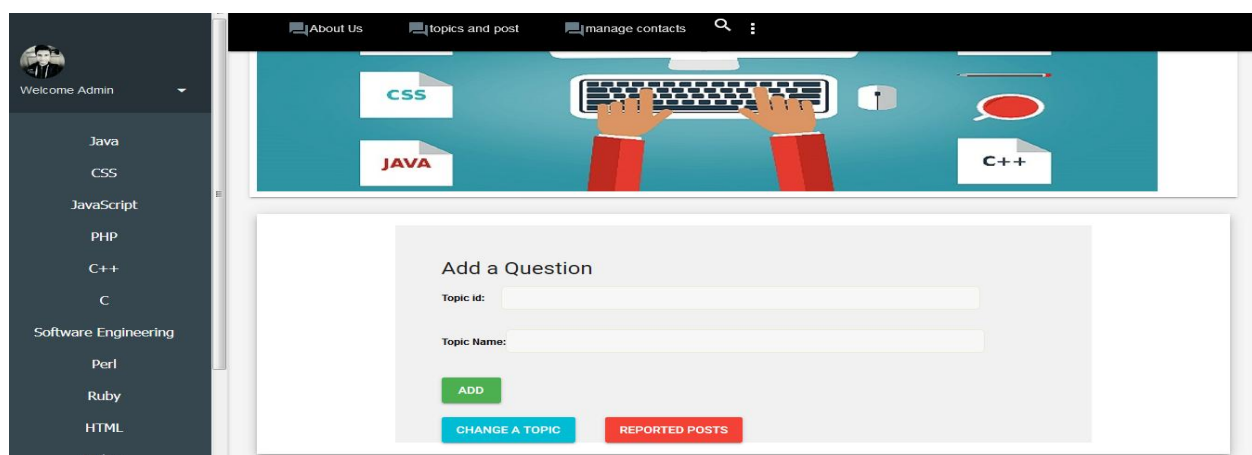 About Us
topics and post
manage contacts
Welcome Admin
Java
CSS
JavaScript
PHP
C++
C
Software Engineering
Perl
Ruby
HTML
CSS
JAVA
C++
Add a Question
Topic id:
Topic Name:
ADD
CHANGE A TOPIC
REPORTED POSTS